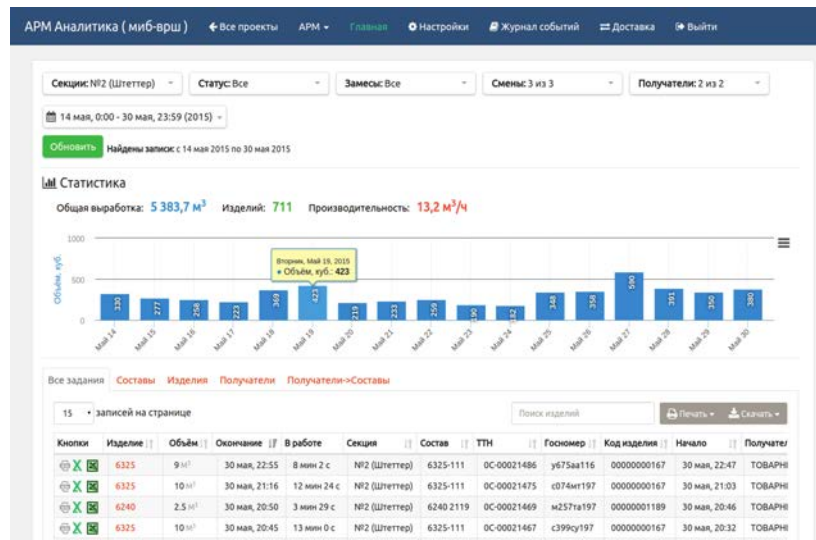 АРМ Аналитика ( миб-врш ) Все проекты АРМ Главная Настройки Журнал событий Доставка Выйти
Секции: №2 (Штеттер) Статус: Все Замесы: Все Смены: 3 из 3 Получатели: 2 из 2
14 мая, 0:00 - 30 мая, 23:59 (2015)
Обновить Найдены записи: с 14 мая 2015 по 30 мая 2015
Статистика
Общая выработка: 5 383,7 м³ Изделий: 711 Производительность: 13,2 м³/ч
1000
Вторник, Май 19, 2015
Объём, куб.: 423
Объём, куб.
500
0
330 277 258 223 369 423 219 233 259 190 182 348 358 590 391 350 380
Май 14 Май 15 Май 16 Май 17 Май 18 Май 19 Май 20 Май 21 Май 22 Май 23 Май 24 Май 25 Май 26 Май 27 Май 28 Май 29 Май 30
Все задания Составы Изделия Получатели Получатели->Составы
15 записей на странице Поиск изделий Печать Скачать
Кнопки Изделие Объём Окончание В работе Секция Состав ТТН Госномер Код изделия Начало Получател
6325 9 м³ 30 мая, 22:55 8 мин 2 с №2 (Штеттер) 6325-111 0С-00021486 у675аа116 00000000167 30 мая, 22:47 ТОВАРНІ
6325 10 м³ 30 мая, 21:16 12 мин 24 с №2 (Штеттер) 6325-111 0С-00021475 с074мт197 00000000167 30 мая, 21:03 ТОВАРНІ
6240 2.5 м³ 30 мая, 20:50 3 мин 29 с №2 (Штеттер) 6240 2119 0С-00021469 м257та197 00000001189 30 мая, 20:46 ТОВАРНІ
6325 10 м³ 30 мая, 20:45 13 мин 0 с №2 (Штеттер) 6325-111 0С-00021467 с399су197 00000000167 30 мая, 20:32 ТОВАРНІ